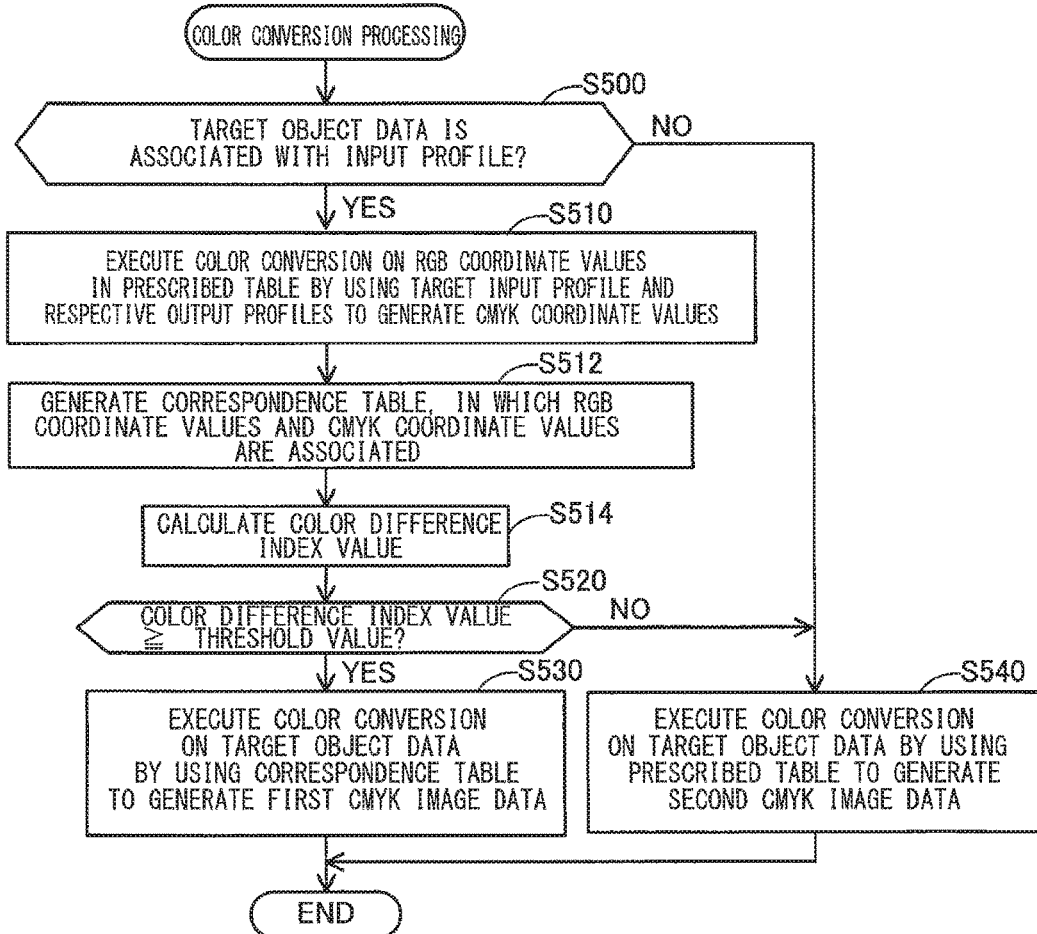 COLOR CONVERSION PROCESSING
S500
TARGET OBJECT DATA IS
ASSOCIATED WITH INPUT PROFILE?
NO
YES
S510
EXECUTE COLOR CONVERSION ON RGB COORDINATE VALUES
IN PRESCRIBED TABLE BY USING TARGET INPUT PROFILE AND
RESPECTIVE OUTPUT PROFILES TO GENERATE CMYK COORDINATE VALUES
S512
GENERATE CORRESPONDENCE TABLE, IN WHICH RGB
COORDINATE VALUES AND CMYK COORDINATE VALUES
ARE ASSOCIATED
S514
CALCULATE COLOR DIFFERENCE
INDEX VALUE
S520
COLOR DIFFERENCE INDEX VALUE
≧ THRESHOLD VALUE?
NO
YES
S530
EXECUTE COLOR CONVERSION
ON TARGET OBJECT DATA
BY USING CORRESPONDENCE TABLE
TO GENERATE FIRST CMYK IMAGE DATA
S540
EXECUTE COLOR CONVERSION
ON TARGET OBJECT DATA BY USING
PRESCRIBED TABLE TO GENERATE
SECOND CMYK IMAGE DATA
END